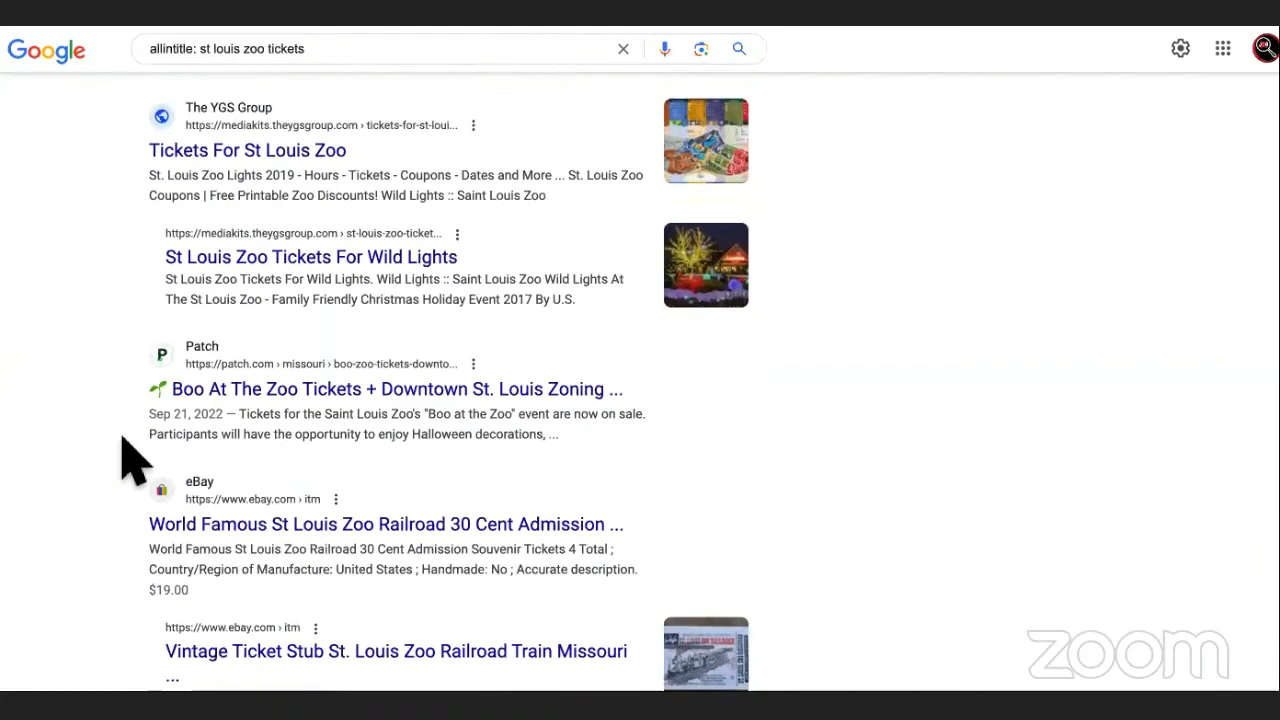 Google
allintitle: st louis zoo tickets
The YGS Group
https://mediakits.theygsgroup.com › tickets-for-st-loui...
Tickets For St Louis Zoo
St. Louis Zoo Lights 2019 - Hours - Tickets - Coupons - Dates and More ... St. Louis Zoo
Coupons | Free Printable Zoo Discounts! Wild Lights :: Saint Louis Zoo
https://mediakits.theygsgroup.com › st-louis-zoo-ticket...
St Louis Zoo Tickets For Wild Lights
St Louis Zoo Tickets For Wild Lights. Wild Lights :: Saint Louis Zoo Wild Lights At
The St Louis Zoo - Family Friendly Christmas Holiday Event 2017 By U.S.
Patch
https://patch.com › missouri › boo-zoo-tickets-downto...
🌱 Boo At The Zoo Tickets + Downtown St. Louis Zoning ...
Sep 21, 2022 — Tickets for the Saint Louis Zoo's "Boo at the Zoo" event are now on sale.
Participants will have the opportunity to enjoy Halloween decorations, ...
eBay
https://www.ebay.com › itm
World Famous St Louis Zoo Railroad 30 Cent Admission ...
World Famous St Louis Zoo Railroad 30 Cent Admission Souvenir Tickets 4 Total ;
Country/Region of Manufacture: United States ; Handmade: No ; Accurate description.
$19.00
https://www.ebay.com › itm
Vintage Ticket Stub St. Louis Zoo Railroad Train Missouri
...
zoom